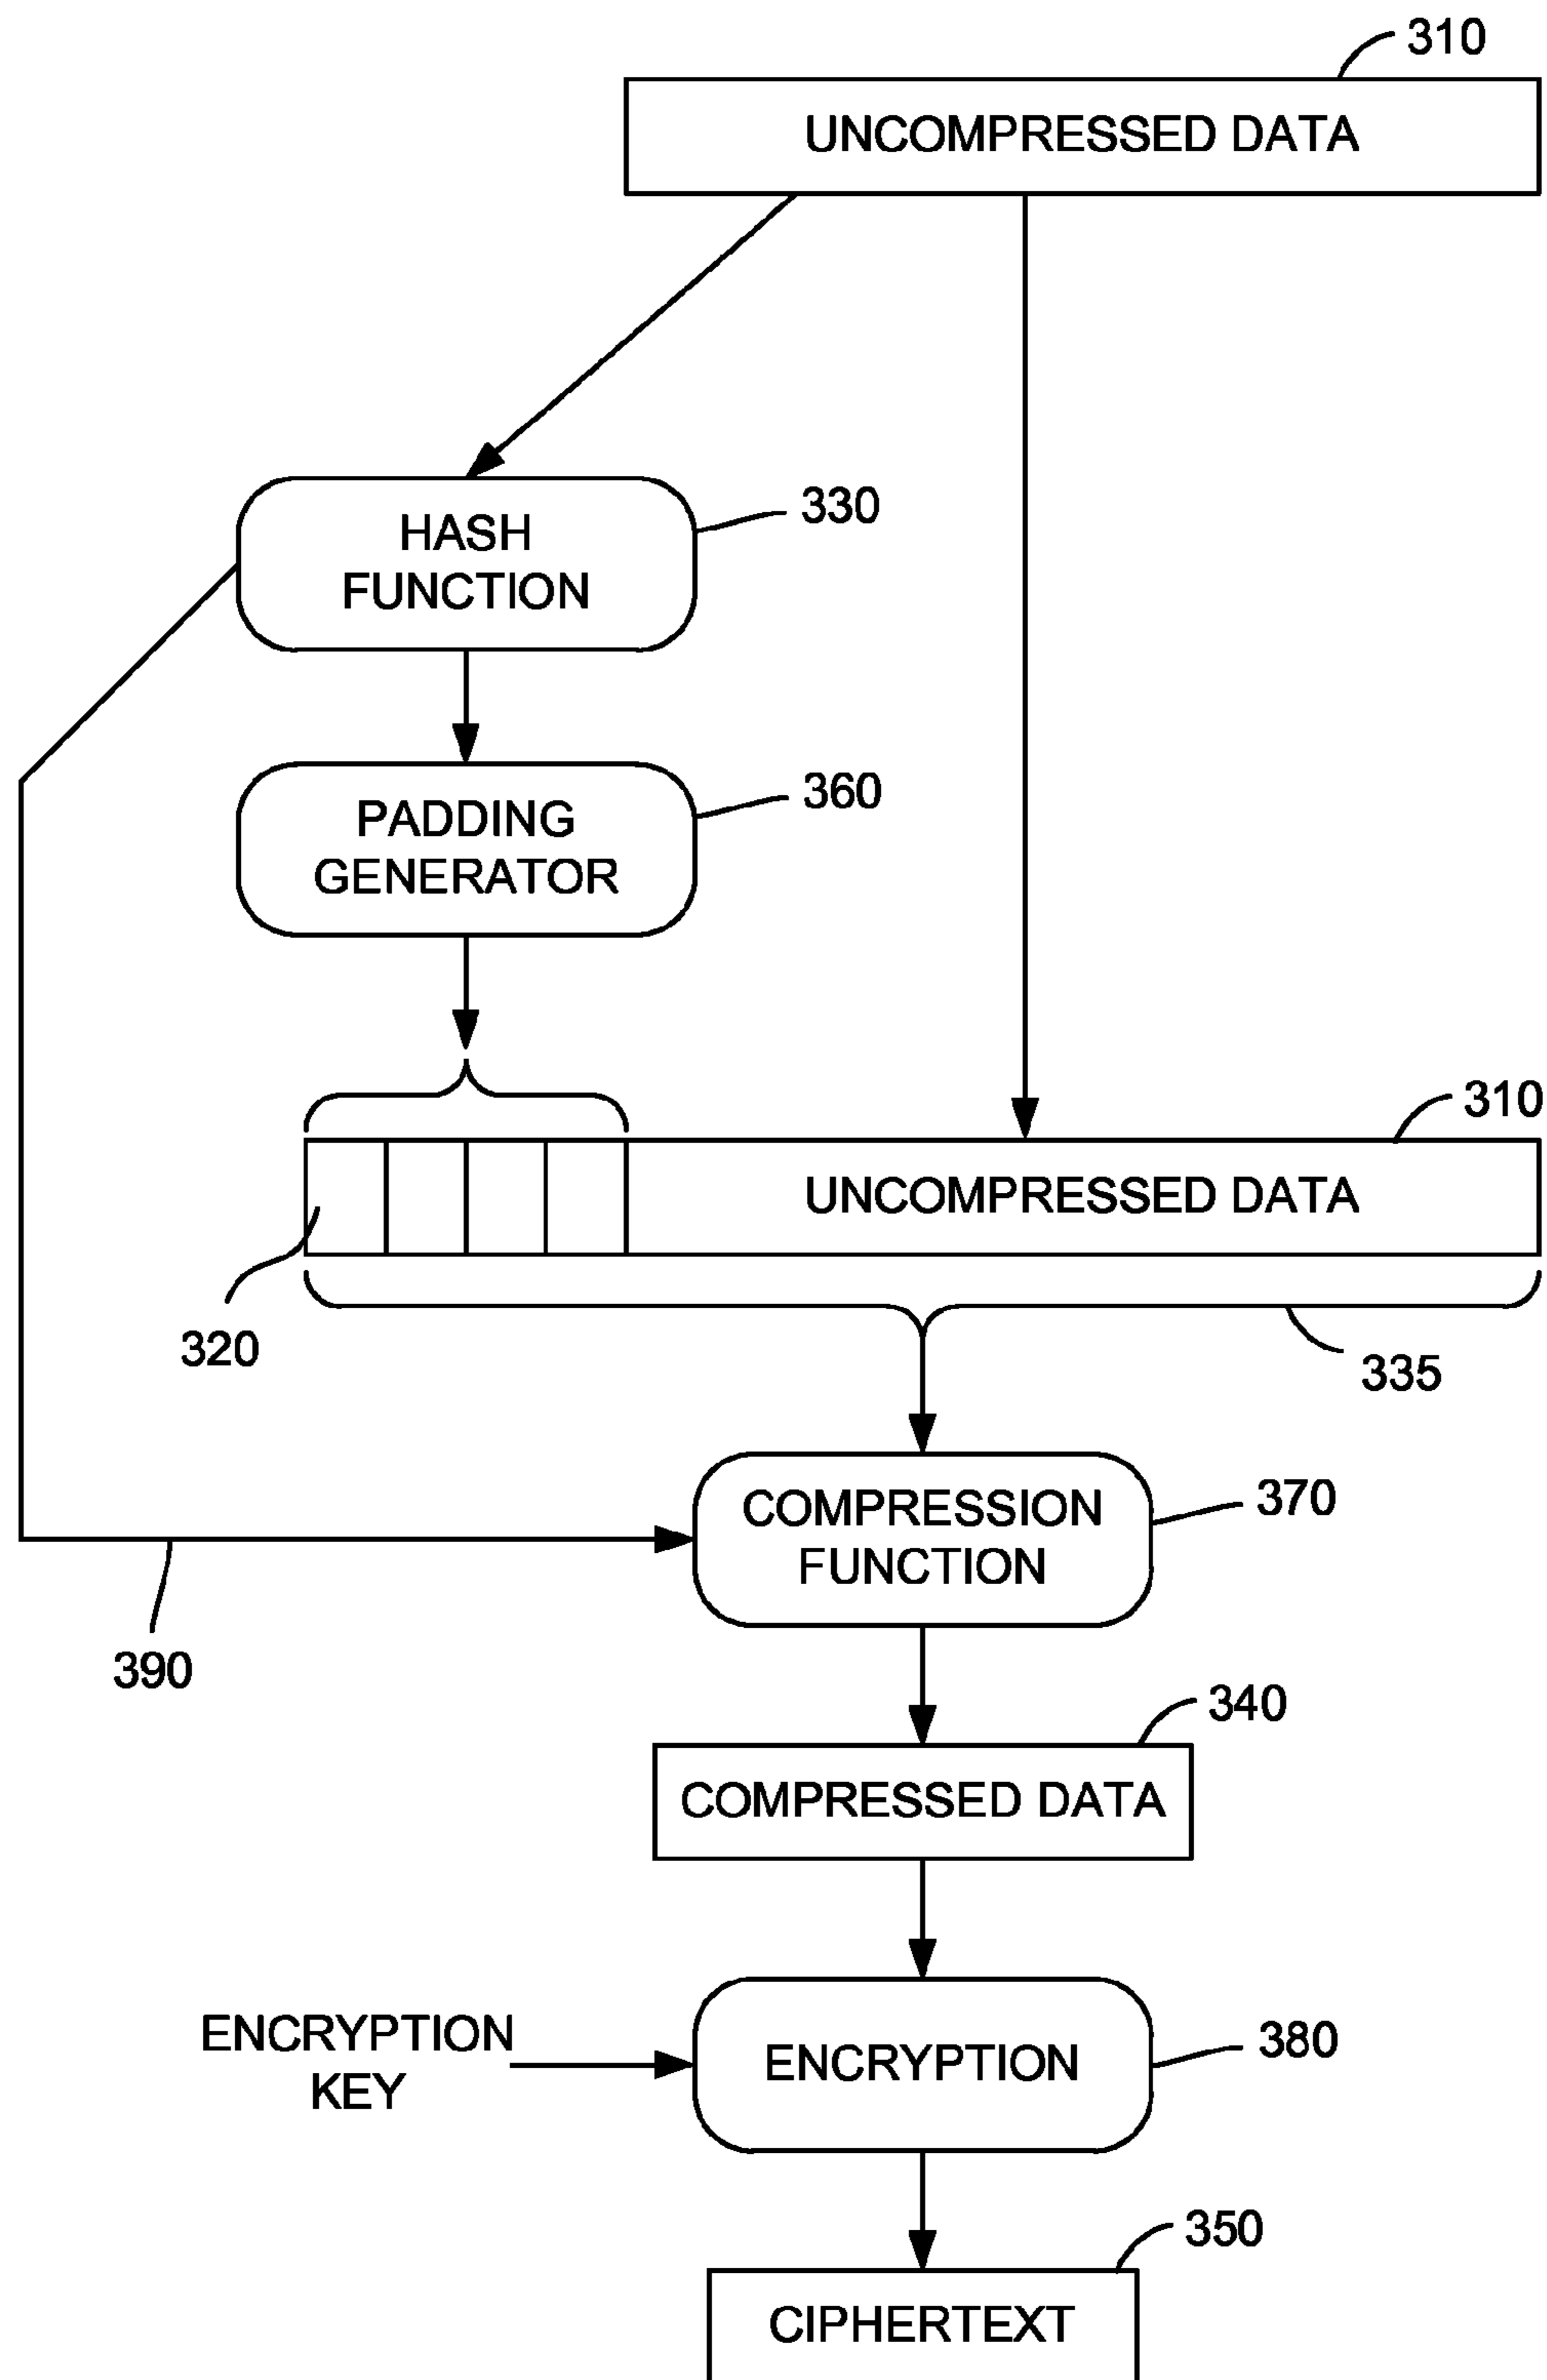 310
UNCOMPRESSED DATA
HASH
FUNCTION
330
PADDING
GENERATOR
360
310
UNCOMPRESSED DATA
320
335
COMPRESSION
FUNCTION
370
390
340
COMPRESSED DATA
ENCRYPTION
KEY
ENCRYPTION
380
350
CIPHERTEXT